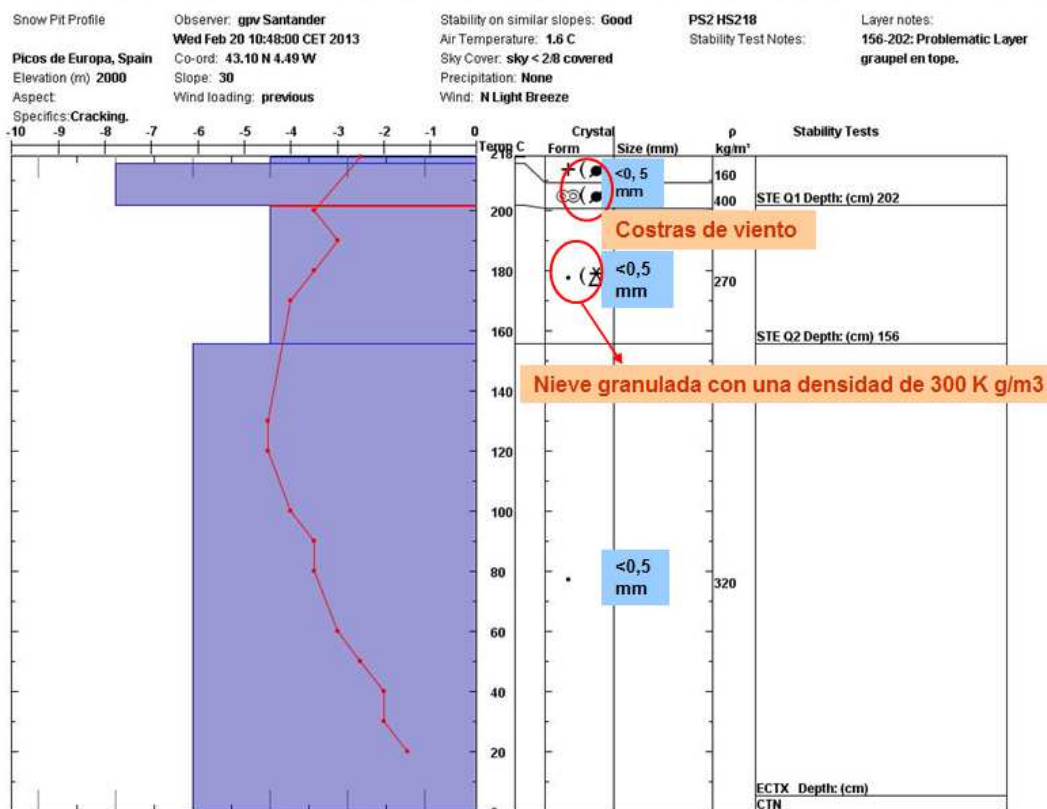 Snow Pit Profile
Picos de Europa, Spain
Elevation (m) 2000
Aspect:
Specifics:Cracking.
Observer: gpv Santander
Wed Feb 20 10:48:00 CET 2013
Co-ord: 43.10 N 4.49 W
Slope: 30
Wind loading: previous
Stability on similar slopes: Good
Air Temperature: 1.6 C
Sky Cover: sky < 2/8 covered
Precipitation: None
Wind: N Light Breeze
PS2 HS218
Stability Test Notes:
Layer notes:
156-202: Problematic Layer
graupel en tope.
-10 -9 -8 -7 -6 -5 -4 -3 -2 -1 0
Temp C
Crystal
Form Size (mm)
ρ
kg/m³
Stability Tests
218
<0, 5
mm
160
400
STE Q1 Depth: (cm) 202
200
Costras de viento
180
<0,5
mm
270
160
STE Q2 Depth: (cm) 156
Nieve granulada con una densidad de 300 K g/m3
140
120
100
80
<0,5
mm
320
60
40
20
ECTX Depth: (cm)
CTN